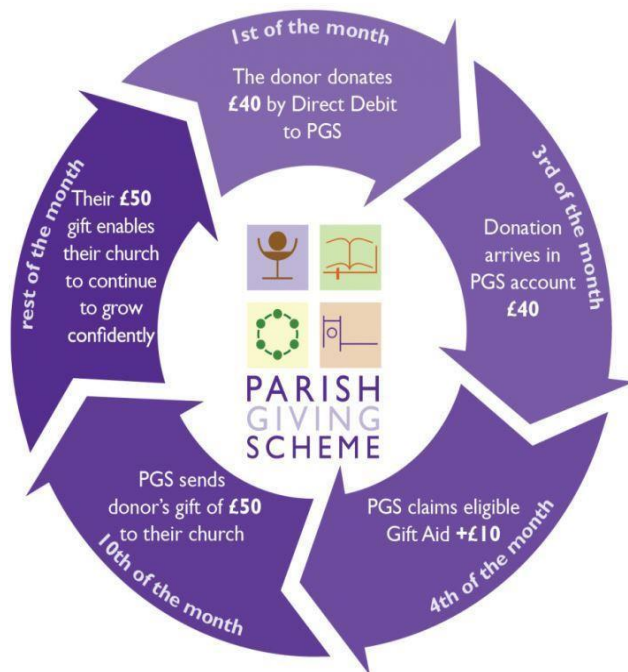 1st of the month
The donor donates
£40 by Direct Debit
to PGS
3rd of the month
Donation
arrives in
PGS account
£40
4th of the month
PGS claims eligible
Gift Aid +£10
10th of the month
PGS sends
donor's gift of £50
to their church
rest of the month
Their £50
gift enables
their church
to continue
to grow
confidently
PARISH
GIVING
SCHEME